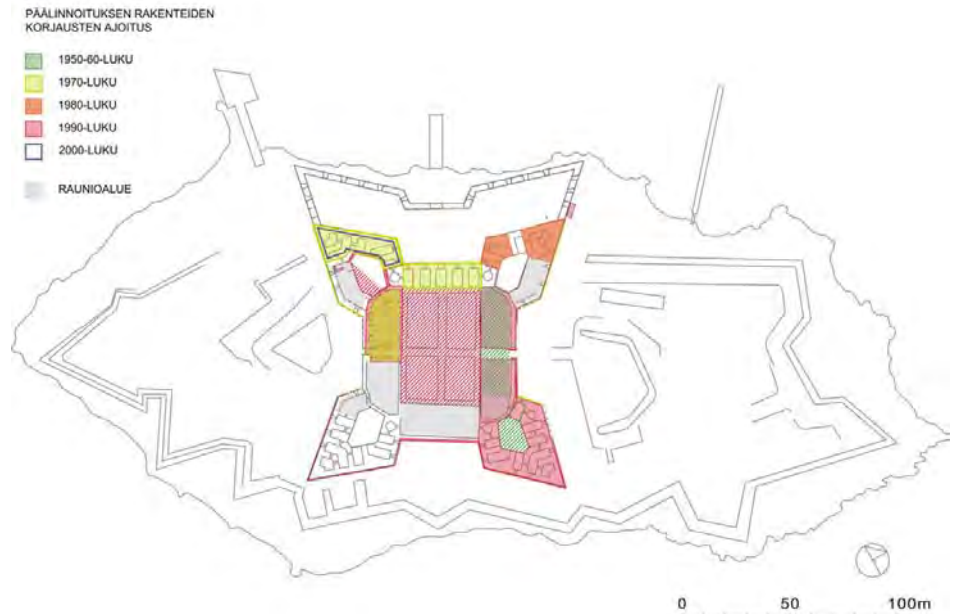 PÄÄLINNOITUKSEN RAKENTEIDEN
KORJAUSTEN AJOITUS
1950-60-LUKU
1970-LUKU
1980-LUKU
1990-LUKU
2000-LUKU
RAUNIOALUE
0 50 100m